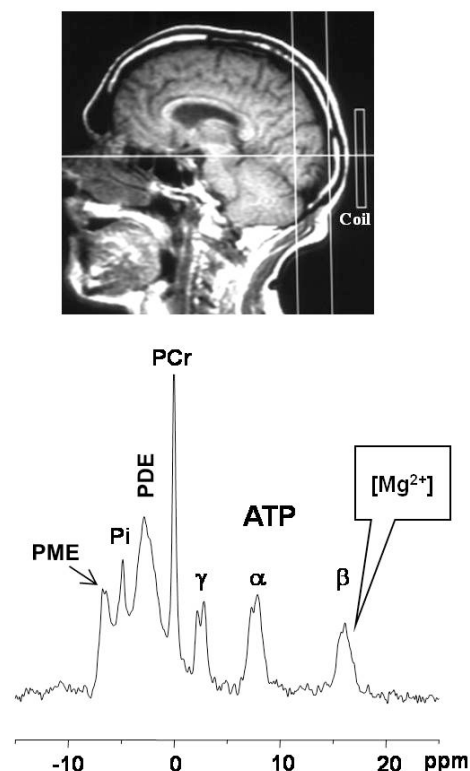 Coil
PCr
PDE
[Mg²⁺]
ATP
Pi
PME
γ α β
-10 0 10 20 ppm